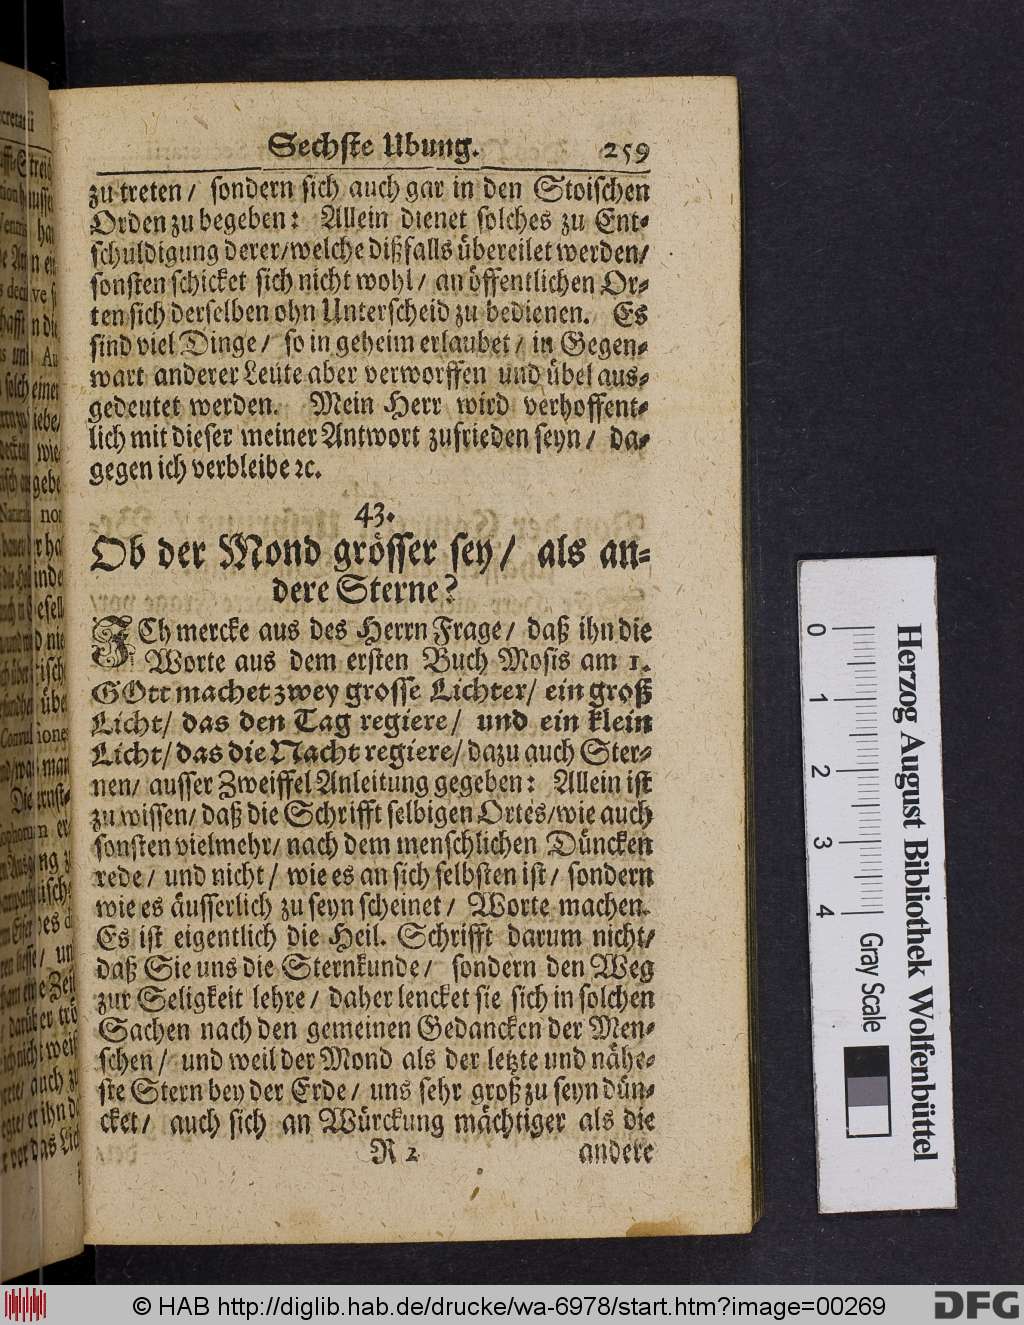 Sechste Ubung. 259
zu treten / sondern sich auch gar in den Stoischen
Orden zu begeben: Allein dienet solches zu Ent-
schuldigung derer/welche dißfalls übereilet werden/
sonsten schicket sich nicht wohl / an öffentlichen Or-
ten sich derselben ohn Unterscheid zu bedienen. Es
sind viel Dinge / so in geheim erlaubet / in Gegen-
wart anderer Leute aber verworffen und übel aus-
gedeutet werden. Mein Herr wird verhoffent-
lich mit dieser meiner Antwort zufrieden seyn / da-
gegen ich verbleibe ꝛc.
43.
Ob der Mond grösser sey / als an-
dere Sterne?
ICh mercke aus des Herrn Frage / daß ihn die
Worte aus dem ersten Buch Mosis am 1.
GOtt machet zwey grosse Lichter/ ein groß
Licht/ das den Tag regiere/ und ein klein
Licht/ das die Nacht regiere/ dazu auch Ster-
nen/ ausser Zweiffel Anleitung gegeben: Allein ist
zu wissen/ daß die Schrifft selbigen Ortes/wie auch
sonsten vielmehr/ nach dem menschlichen Düncken
rede / und nicht / wie es an sich selbsten ist / sondern
wie es äusserlich zu seyn scheinet / Worte machen.
Es ist eigentlich die Heil. Schrifft darum nicht/
daß Sie uns die Sternkunde / sondern den Weg
zur Seligkeit lehre / daher lencket sie sich in solchen
Sachen nach den gemeinen Gedancken der Men-
schen / und weil der Mond als der letzte und nähe-
ste Stern bey der Erde / uns sehr groß zu seyn dün-
cket / auch sich an Würckung mächtiger als die
R 2 andere
0 1 2 3 4
Herzog August Bibliothek Wolfenbüttel
Gray Scale
© HAB http://diglib.hab.de/drucke/wa-6978/start.htm?image=00269
DFG